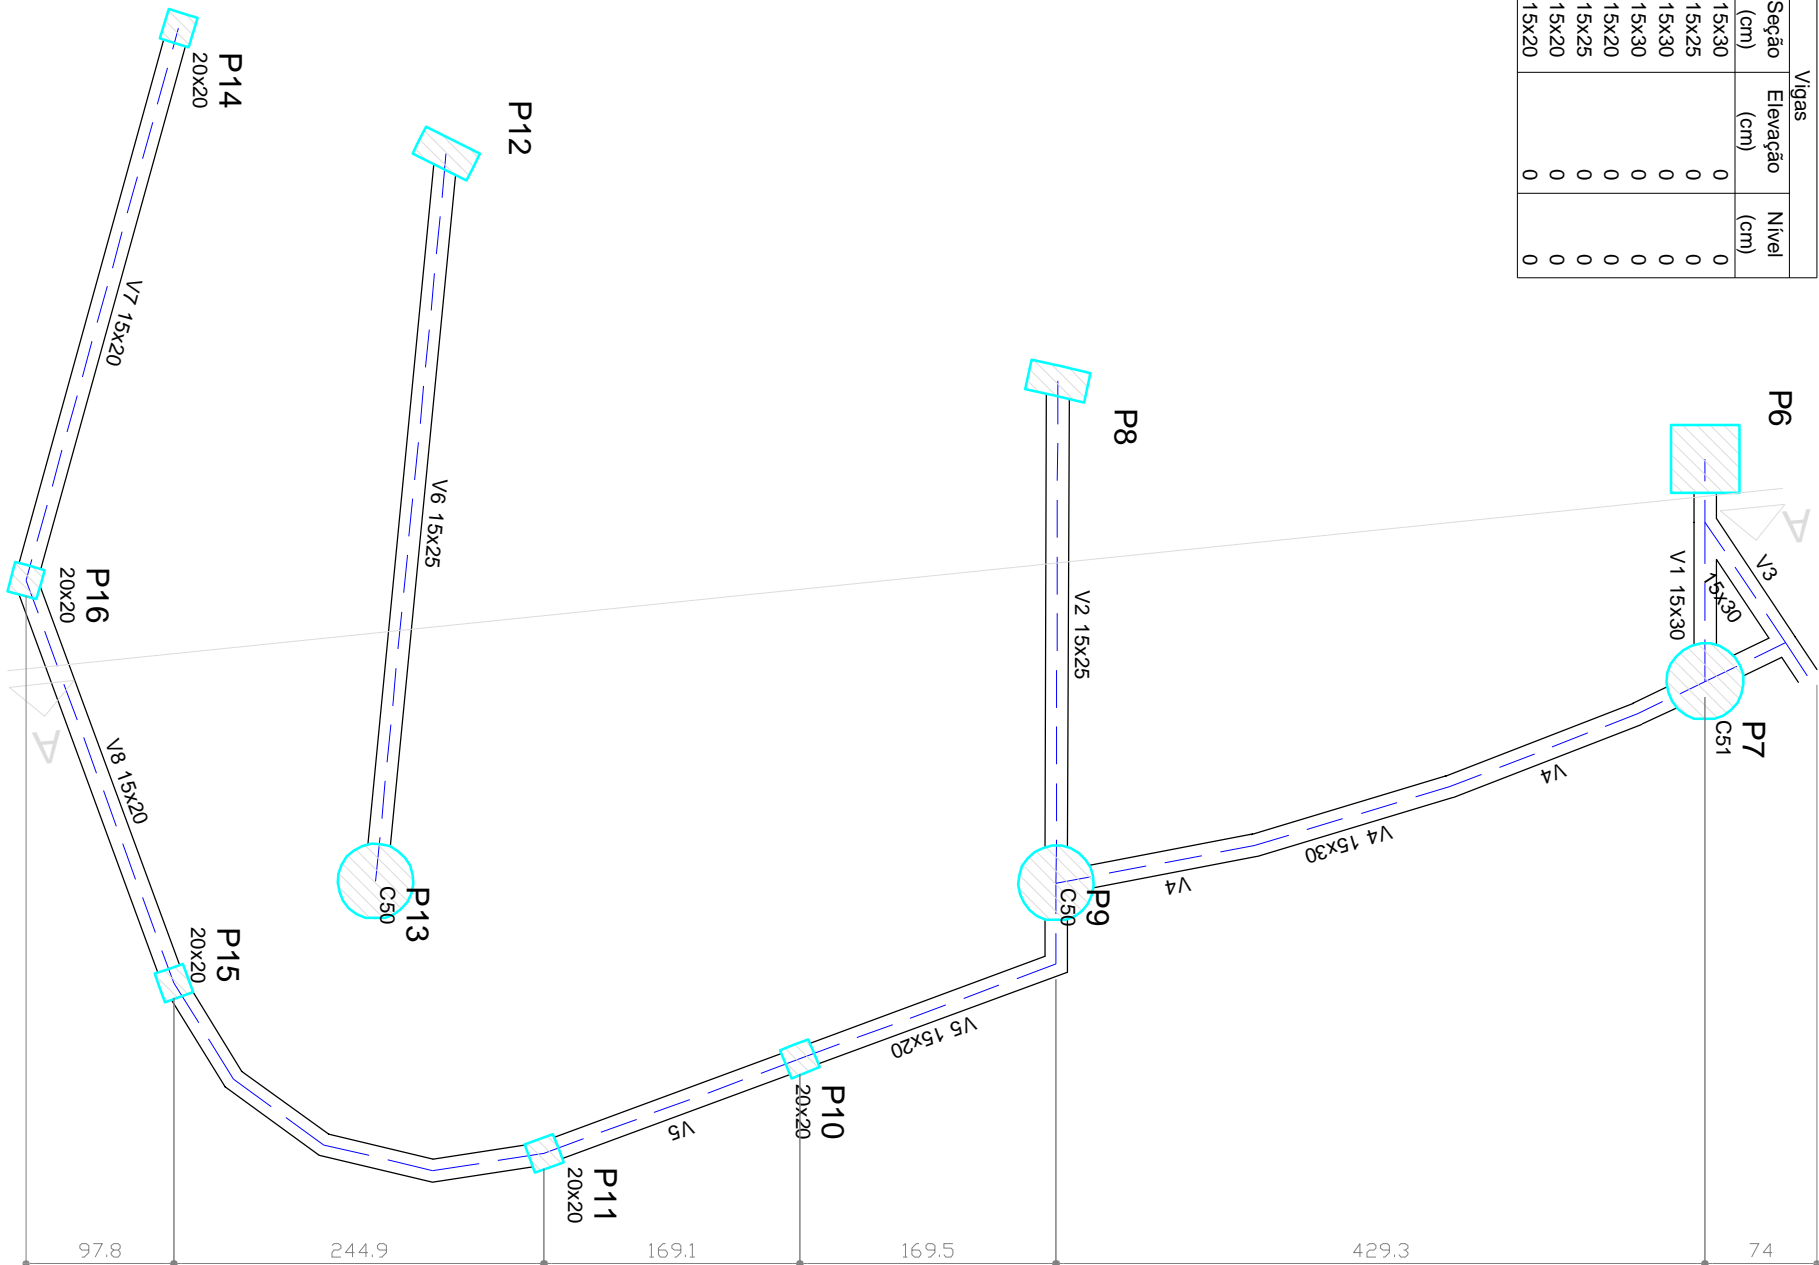 Vigas
Seção Elevação Nível
(cm) (cm) (cm)
15x30 0 0
15x25 0 0
15x30 0 0
15x30 0 0
15x20 0 0
15x25 0 0
15x20 0 0
15x20 0 0
P14
20x20
P12
P8
P6
A
V3
15x30
V1 15x30
V7 15x20
V6 15x25
V2 15x25
P16
20x20
P7
C51
V4
V4 15x30
V4
A
V8 15x20
P13
C50
P9
C50
P15
20x20
V5 15x20
P10
20x20
V5
P11
20x20
97.8
244.9
169.1
169.5
429.3
74